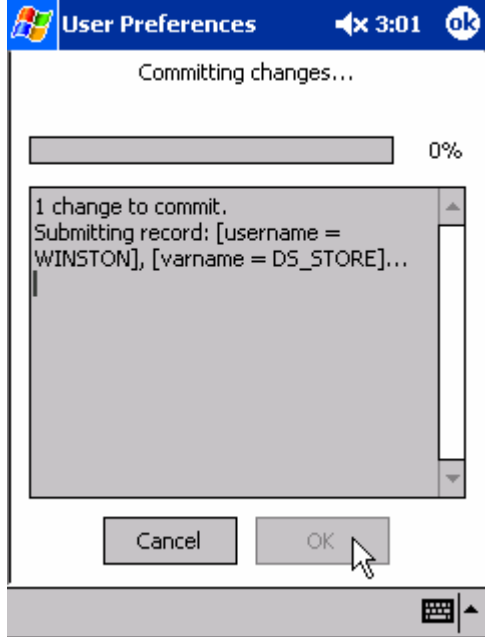 User Preferences 3:01 ok
Committing changes...
0%
1 change to commit.
Submitting record: [username =
WINSTON], [varname = DS_STORE]...
Cancel OK